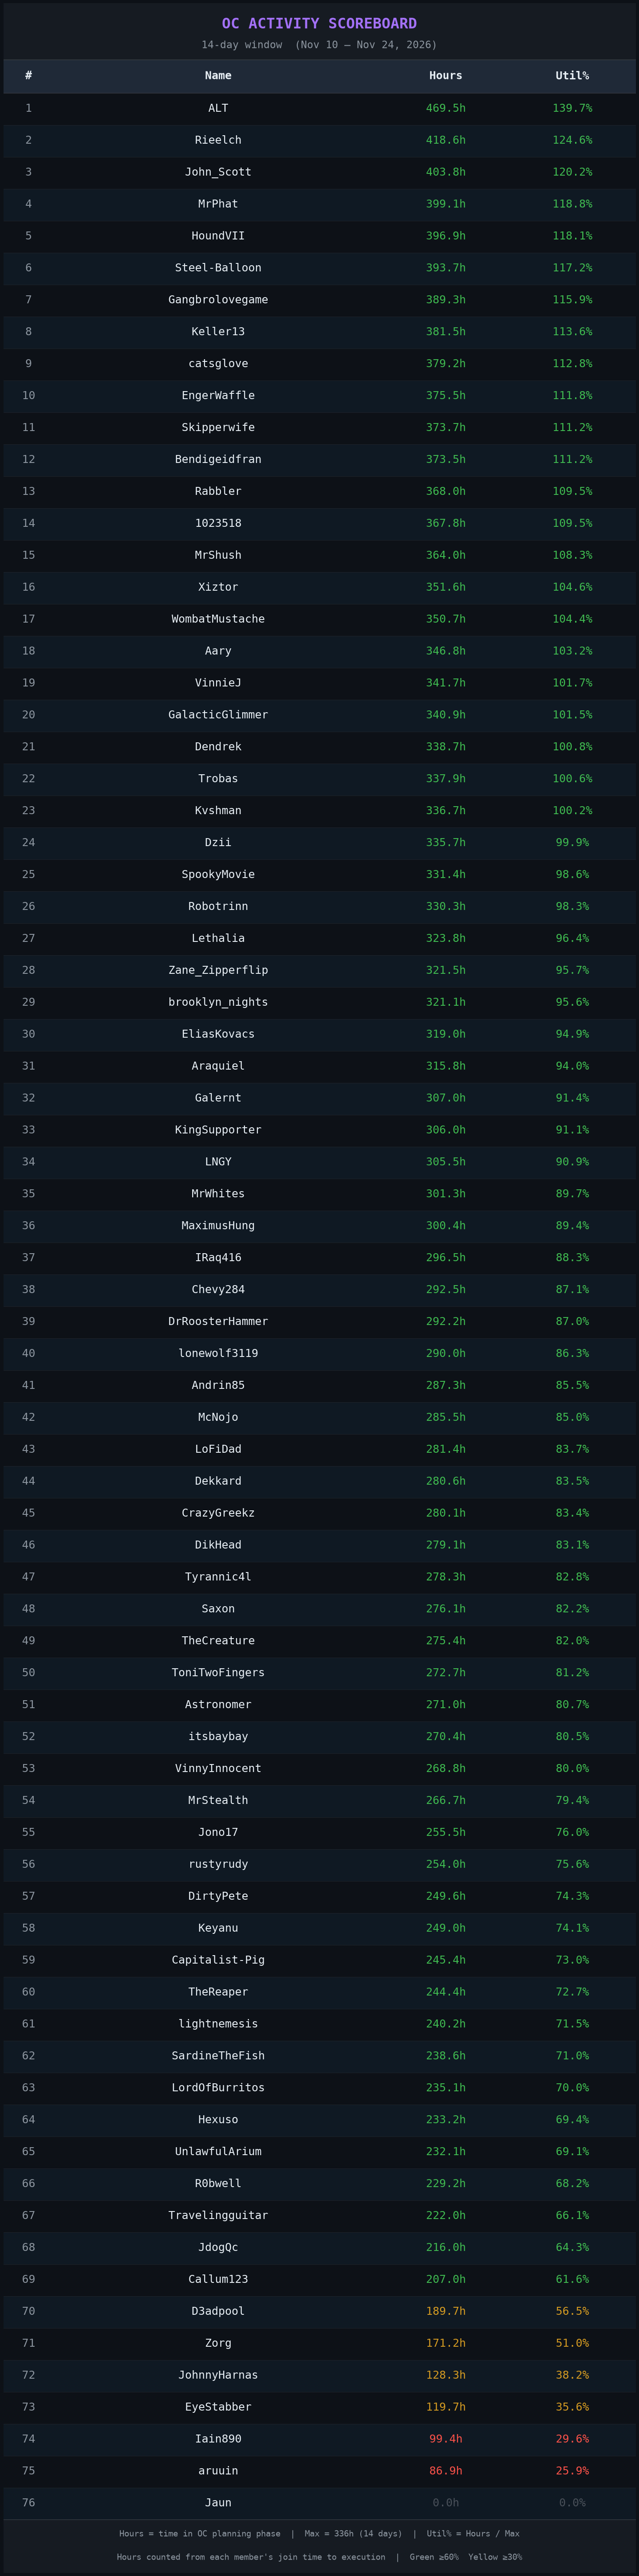 OC ACTIVITY SCOREBOARD
14-day window (Nov 10 — Nov 24, 2026)
# Name Hours Util%
1 ALT 469.5h 139.7%
2 Rieelch 418.6h 124.6%
3 John_Scott 403.8h 120.2%
4 MrPhat 399.1h 118.8%
5 HoundVII 396.9h 118.1%
6 Steel-Balloon 393.7h 117.2%
7 Gangbrolovegame 389.3h 115.9%
8 Keller13 381.5h 113.6%
9 catsglove 379.2h 112.8%
10 EngerWaffle 375.5h 111.8%
11 Skipperwife 373.7h 111.2%
12 Bendigeidfran 373.5h 111.2%
13 Rabbler 368.0h 109.5%
14 1023518 367.8h 109.5%
15 MrShush 364.0h 108.3%
16 Xiztor 351.6h 104.6%
17 WombatMustache 350.7h 104.4%
18 Aary 346.8h 103.2%
19 VinnieJ 341.7h 101.7%
20 GalacticGlimmer 340.9h 101.5%
21 Dendrek 338.7h 100.8%
22 Trobas 337.9h 100.6%
23 Kvshman 336.7h 100.2%
24 Dzii 335.7h 99.9%
25 SpookyMovie 331.4h 98.6%
26 Robotrinn 330.3h 98.3%
27 Lethalia 323.8h 96.4%
28 Zane_Zipperflip 321.5h 95.7%
29 brooklyn_nights 321.1h 95.6%
30 EliasKovacs 319.0h 94.9%
31 Araquiel 315.8h 94.0%
32 Galernt 307.0h 91.4%
33 KingSupporter 306.0h 91.1%
34 LNGY 305.5h 90.9%
35 MrWhites 301.3h 89.7%
36 MaximusHung 300.4h 89.4%
37 IRaq416 296.5h 88.3%
38 Chevy284 292.5h 87.1%
39 DrRoosterHammer 292.2h 87.0%
40 lonewolf3119 290.0h 86.3%
41 Andrin85 287.3h 85.5%
42 McNojo 285.5h 85.0%
43 LoFiDad 281.4h 83.7%
44 Dekkard 280.6h 83.5%
45 CrazyGreekz 280.1h 83.4%
46 DikHead 279.1h 83.1%
47 Tyrannic4l 278.3h 82.8%
48 Saxon 276.1h 82.2%
49 TheCreature 275.4h 82.0%
50 ToniTwoFingers 272.7h 81.2%
51 Astronomer 271.0h 80.7%
52 itsbaybay 270.4h 80.5%
53 VinnyInnocent 268.8h 80.0%
54 MrStealth 266.7h 79.4%
55 Jono17 255.5h 76.0%
56 rustyrudy 254.0h 75.6%
57 DirtyPete 249.6h 74.3%
58 Keyanu 249.0h 74.1%
59 Capitalist-Pig 245.4h 73.0%
60 TheReaper 244.4h 72.7%
61 lightnemesis 240.2h 71.5%
62 SardineTheFish 238.6h 71.0%
63 LordOfBurritos 235.1h 70.0%
64 Hexuso 233.2h 69.4%
65 UnlawfulArium 232.1h 69.1%
66 R0bwell 229.2h 68.2%
67 Travelingguitar 222.0h 66.1%
68 JdogQc 216.0h 64.3%
69 Callum123 207.0h 61.6%
70 D3adpool 189.7h 56.5%
71 Zorg 171.2h 51.0%
72 JohnnyHarnas 128.3h 38.2%
73 EyeStabber 119.7h 35.6%
74 Iain890 99.4h 29.6%
75 aruuin 86.9h 25.9%
76 Jaun 0.0h 0.0%
Hours = time in OC planning phase | Max = 336h (14 days) | Util% = Hours / Max
Hours counted from each member's join time to execution | Green ≥60% Yellow ≥30%